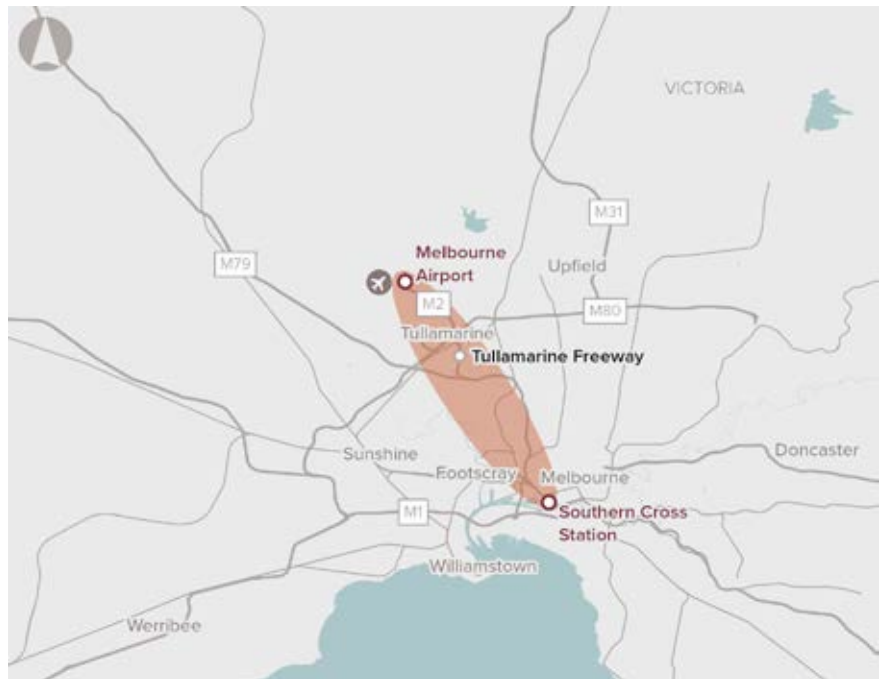 VICTORIA
M31
Melbourne
Airport
M79
Upfield
M2
M80
Tullamarine
Tullamarine Freeway
Sunshine
Doncaster
Footscray
Melbourne
M1
Southern Cross
Station
Williamstown
Werribee